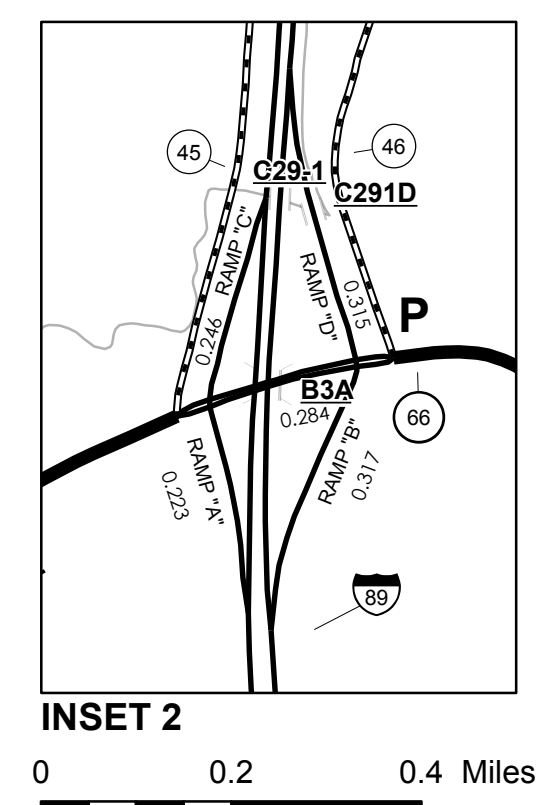 45
46
C29-1
C291D
RAMP "C"
0.246
RAMP "D"
0.315
P
B3A
0.284
66
RAMP "A"
0.223
RAMP "B"
0.317
89
INSET 2
0 0.2 0.4 Miles